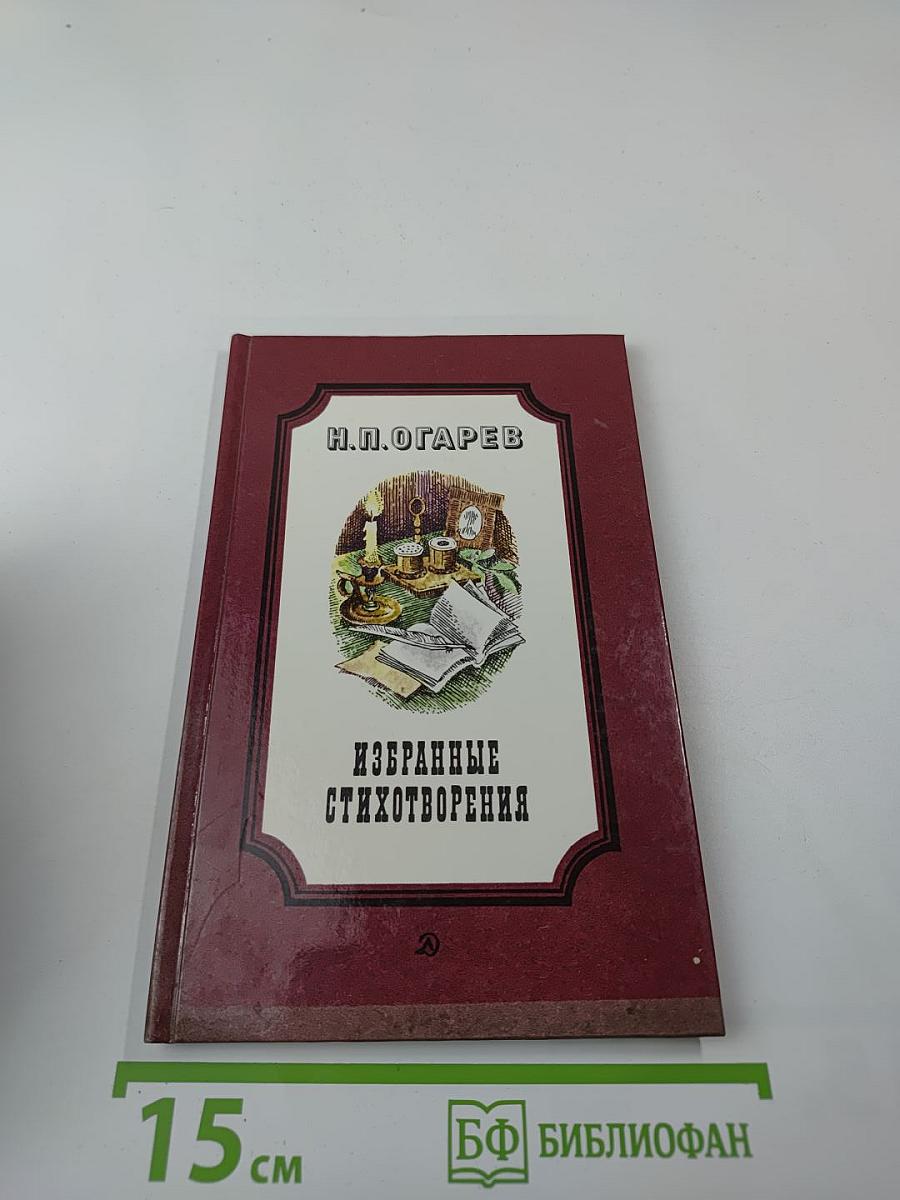 Н.П.ОГАРЕВ
ИЗБРАННЫЕ
СТИХОТВОРЕНИЯ
15 см
БФ БИБЛИОФАН